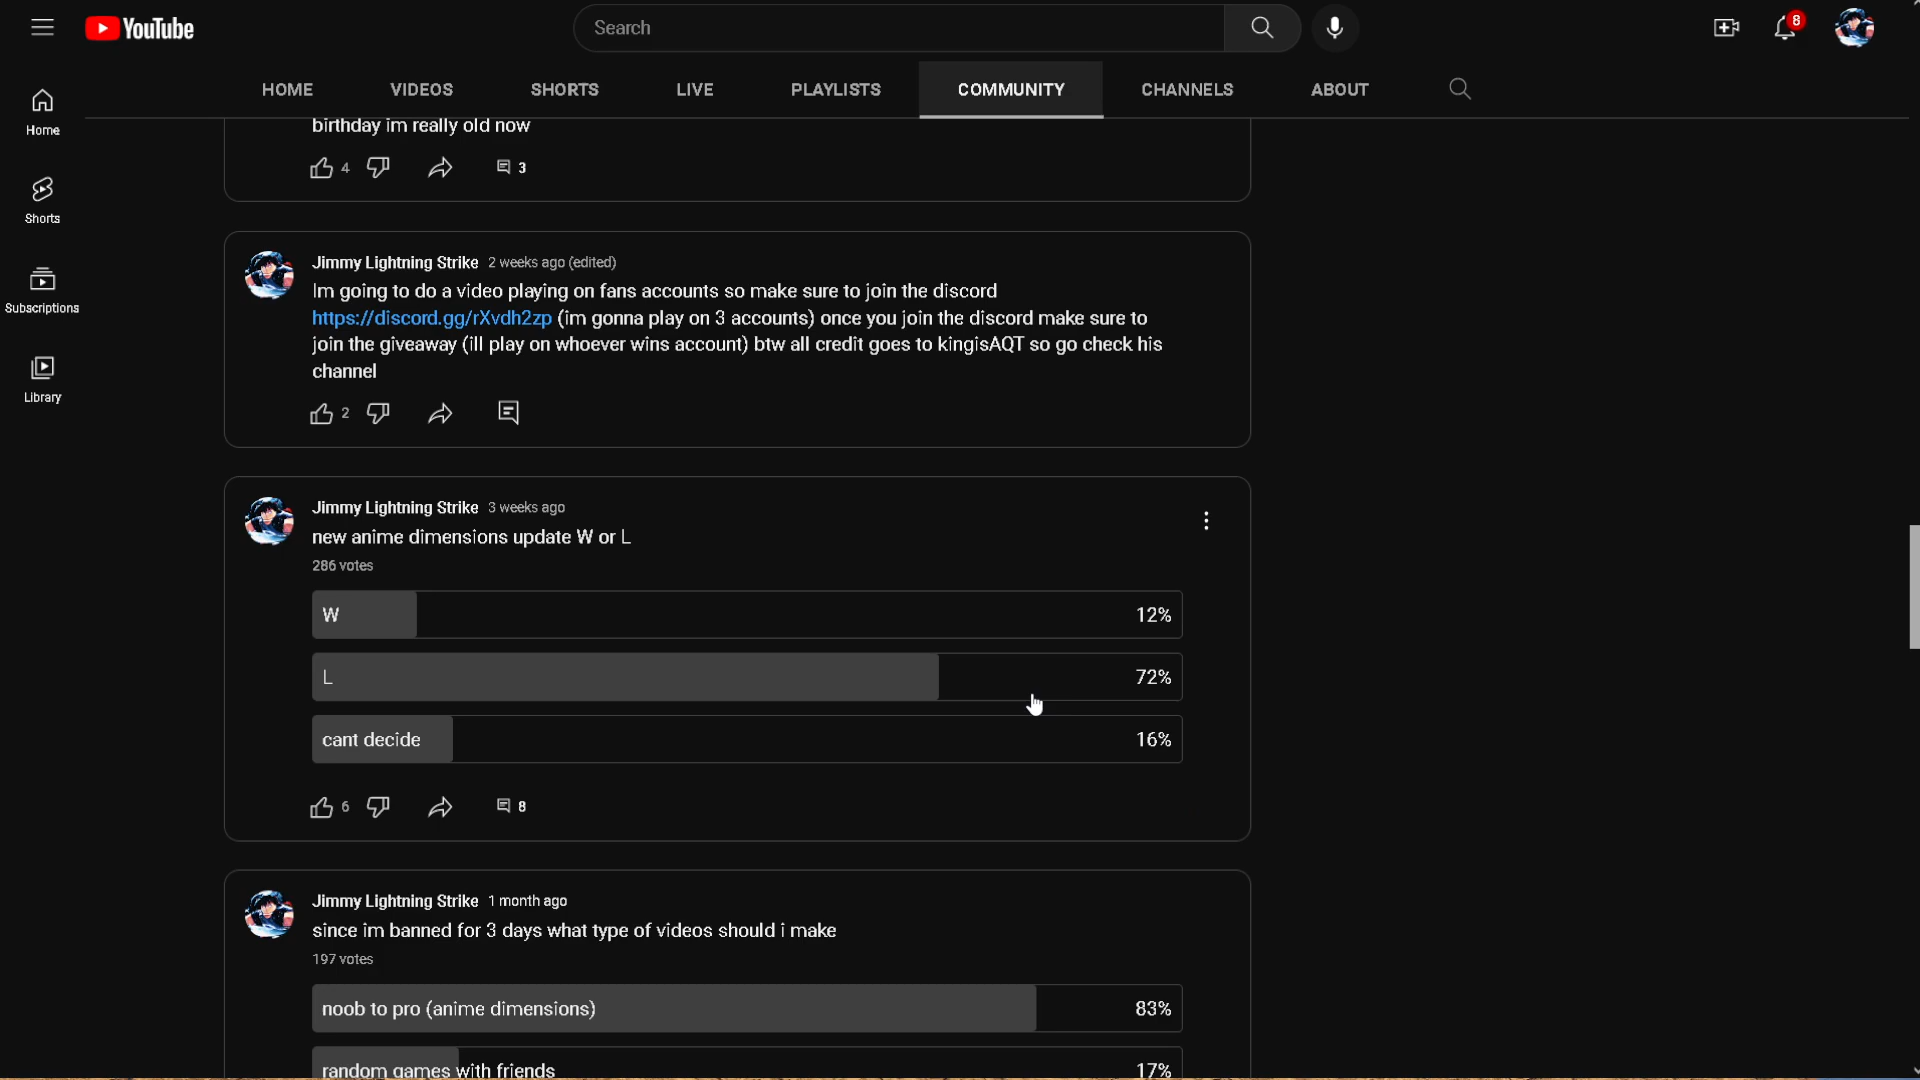 YouTube
Search
8
HOME
VIDEOS
SHORTS
LIVE
PLAYLISTS
COMMUNITY
CHANNELS
ABOUT
Home
Shorts
Subscriptions
Library
birthday im really old now
4
3
Jimmy Lightning Strike 2 weeks ago (edited)
Im going to do a video playing on fans accounts so make sure to join the discord
https://discord.gg/rXvdh2zp (im gonna play on 3 accounts) once you join the discord make sure to
join the giveaway (ill play on whoever wins account) btw all credit goes to kingisAQT so go check his
channel
2
Jimmy Lightning Strike 3 weeks ago
new anime dimensions update W or L
286 votes
W 12%
L 72%
cant decide 16%
6
8
Jimmy Lightning Strike 1 month ago
since im banned for 3 days what type of videos should i make
197 votes
noob to pro (anime dimensions) 83%
random games with friends 17%